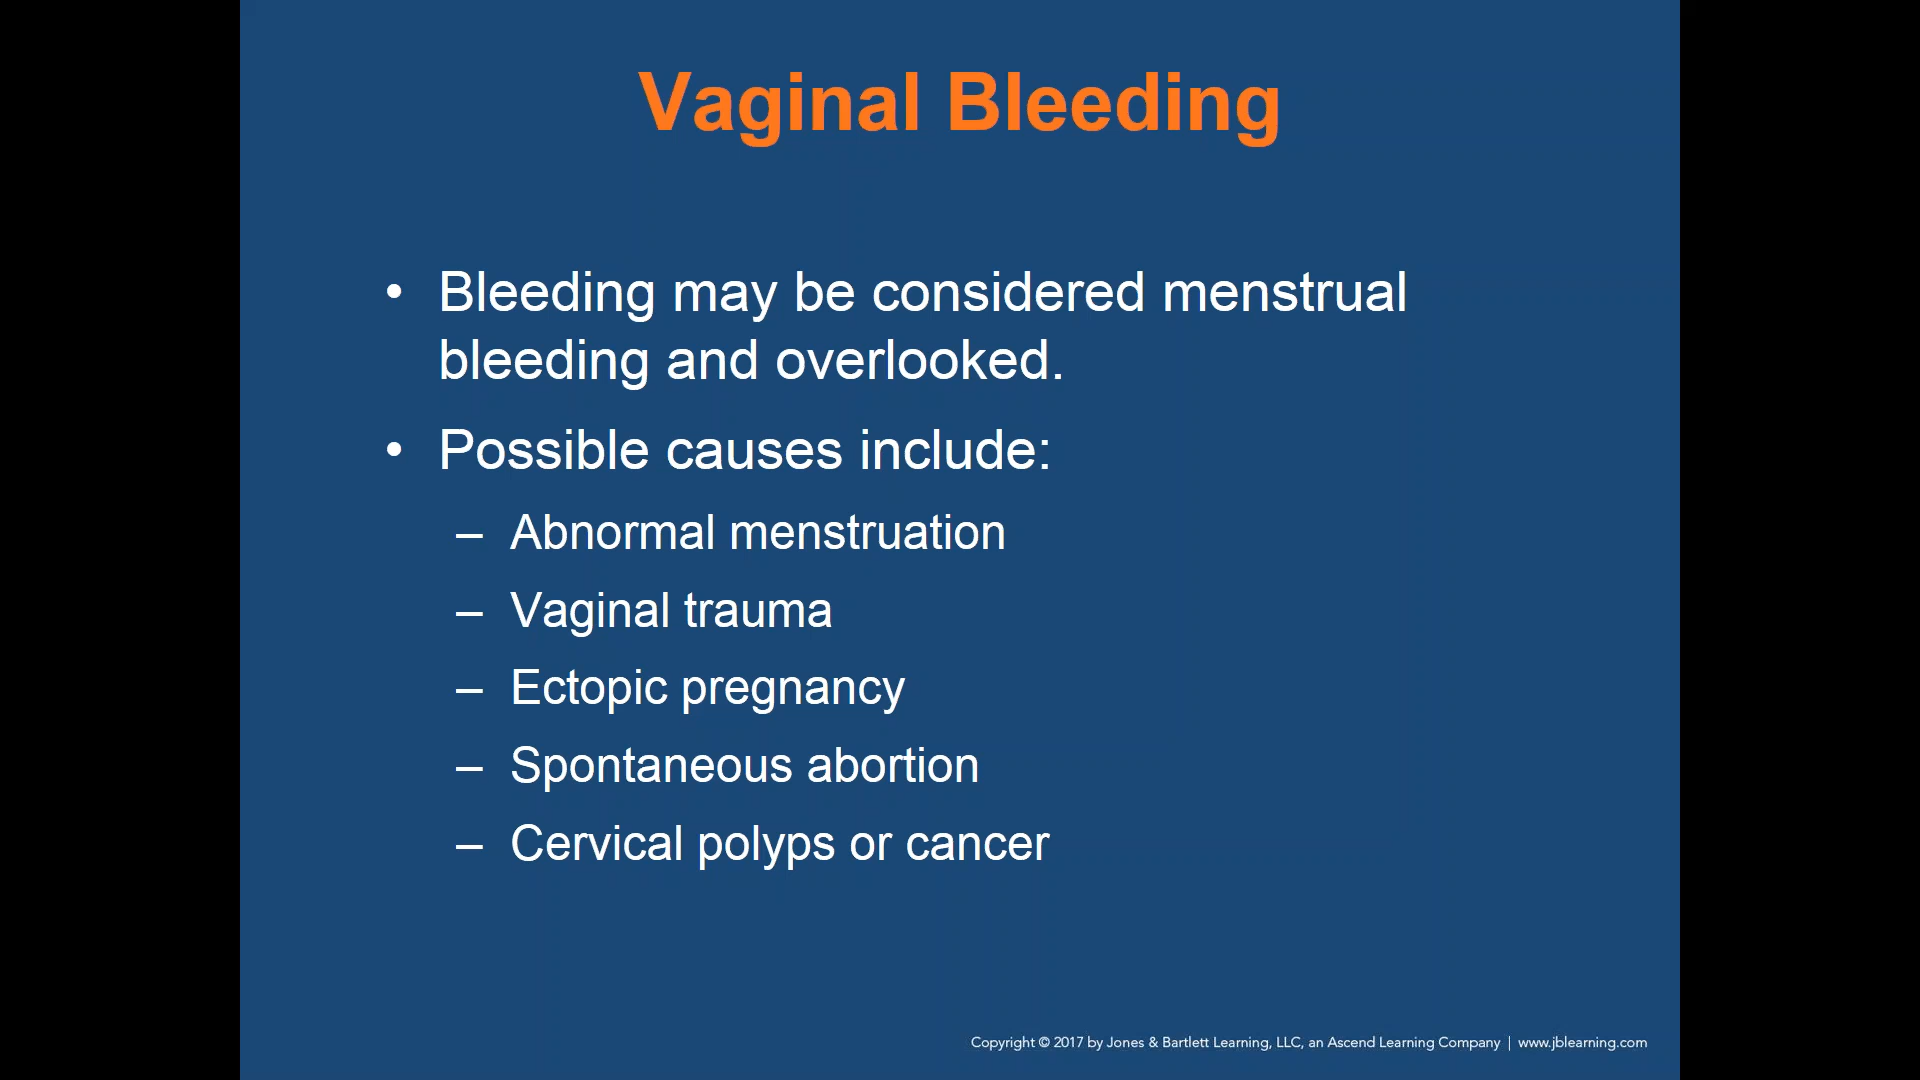 Vaginal Bleeding
• Bleeding may be considered menstrual
bleeding and overlooked.
• Possible causes include:
– Abnormal menstruation
– Vaginal trauma
– Ectopic pregnancy
– Spontaneous abortion
– Cervical polyps or cancer
Copyright © 2017 by Jones & Bartlett Learning, LLC, an Ascend Learning Company | www.jblearning.com